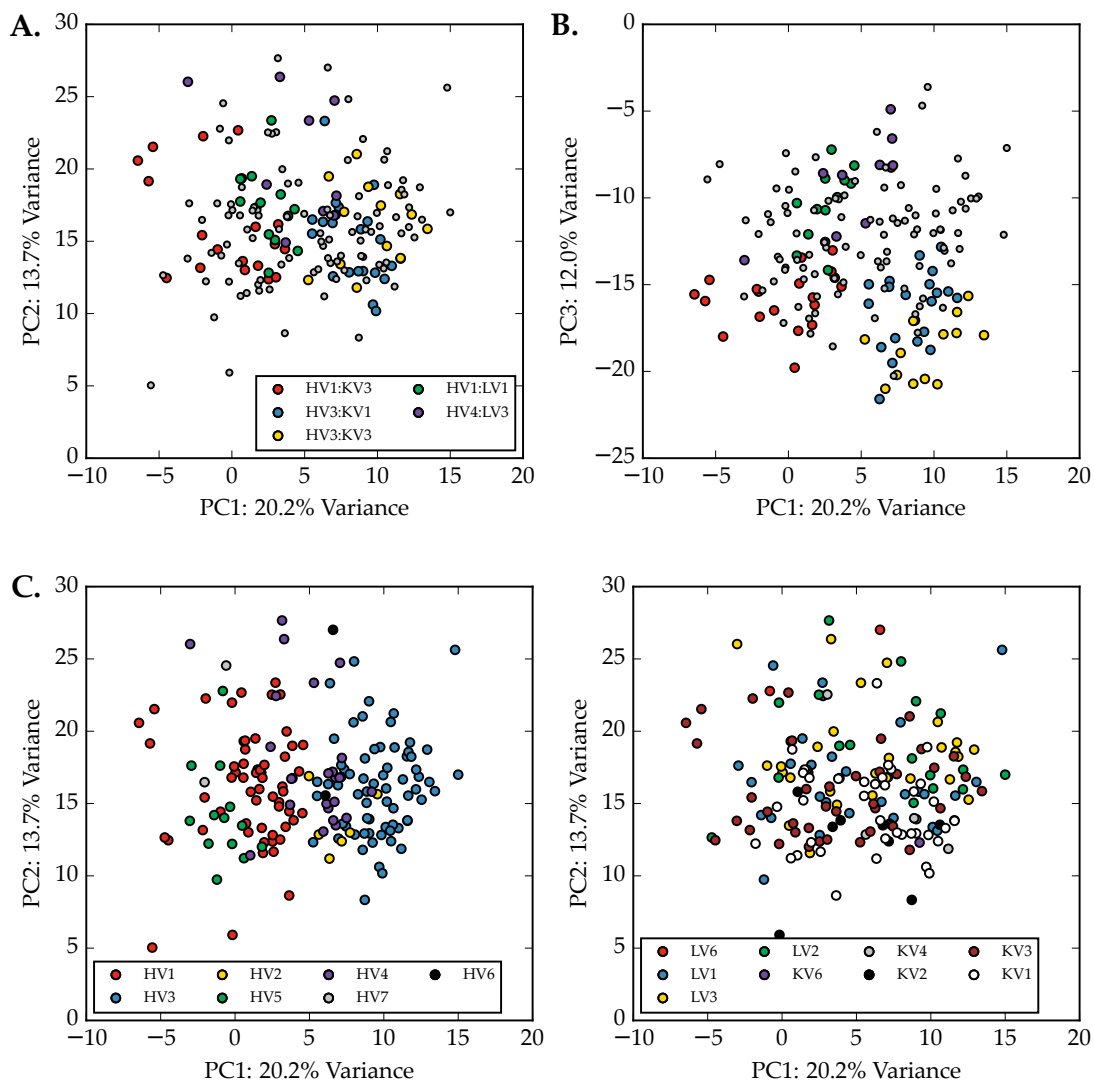 A.
30
25
20
15
10
5
0
−10
−5
0
5
10
15
20
PC2: 13.7% Variance
PC1: 20.2% Variance
HV1:KV3 HV1:LV1
HV3:KV1 HV4:LV3
HV3:KV3
B.
0
−5
−10
−15
−20
−25
−10
−5
0
5
10
15
20
PC3: 12.0% Variance
PC1: 20.2% Variance
C.
30
25
20
15
10
5
0
−10
−5
0
5
10
15
20
PC2: 13.7% Variance
PC1: 20.2% Variance
HV1 HV2 HV4 HV6
HV3 HV5 HV7
30
25
20
15
10
5
0
−10
−5
0
5
10
15
20
PC2: 13.7% Variance
PC1: 20.2% Variance
LV6 LV2 KV4 KV3
LV1 KV6 KV2 KV1
LV3